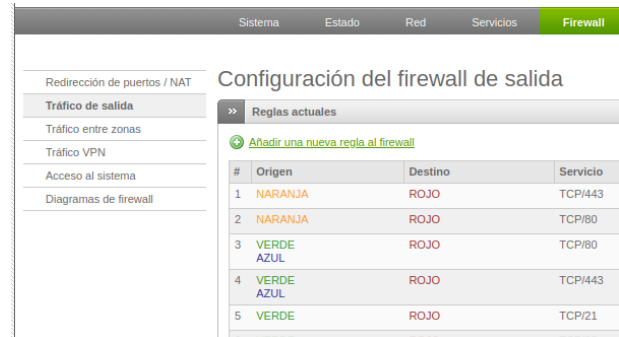 Sistema Estado Red Servicios Firewall
Configuración del firewall de salida
Redirección de puertos / NAT
Tráfico de salida
Tráfico entre zonas
Tráfico VPN
Acceso al sistema
Diagramas de firewall
Reglas actuales
Añadir una nueva regla al firewall
# Origen Destino Servicio
1 NARANJA ROJO TCP/443
2 NARANJA ROJO TCP/80
3 VERDE ROJO TCP/80
AZUL
4 VERDE ROJO TCP/443
AZUL
5 VERDE ROJO TCP/21